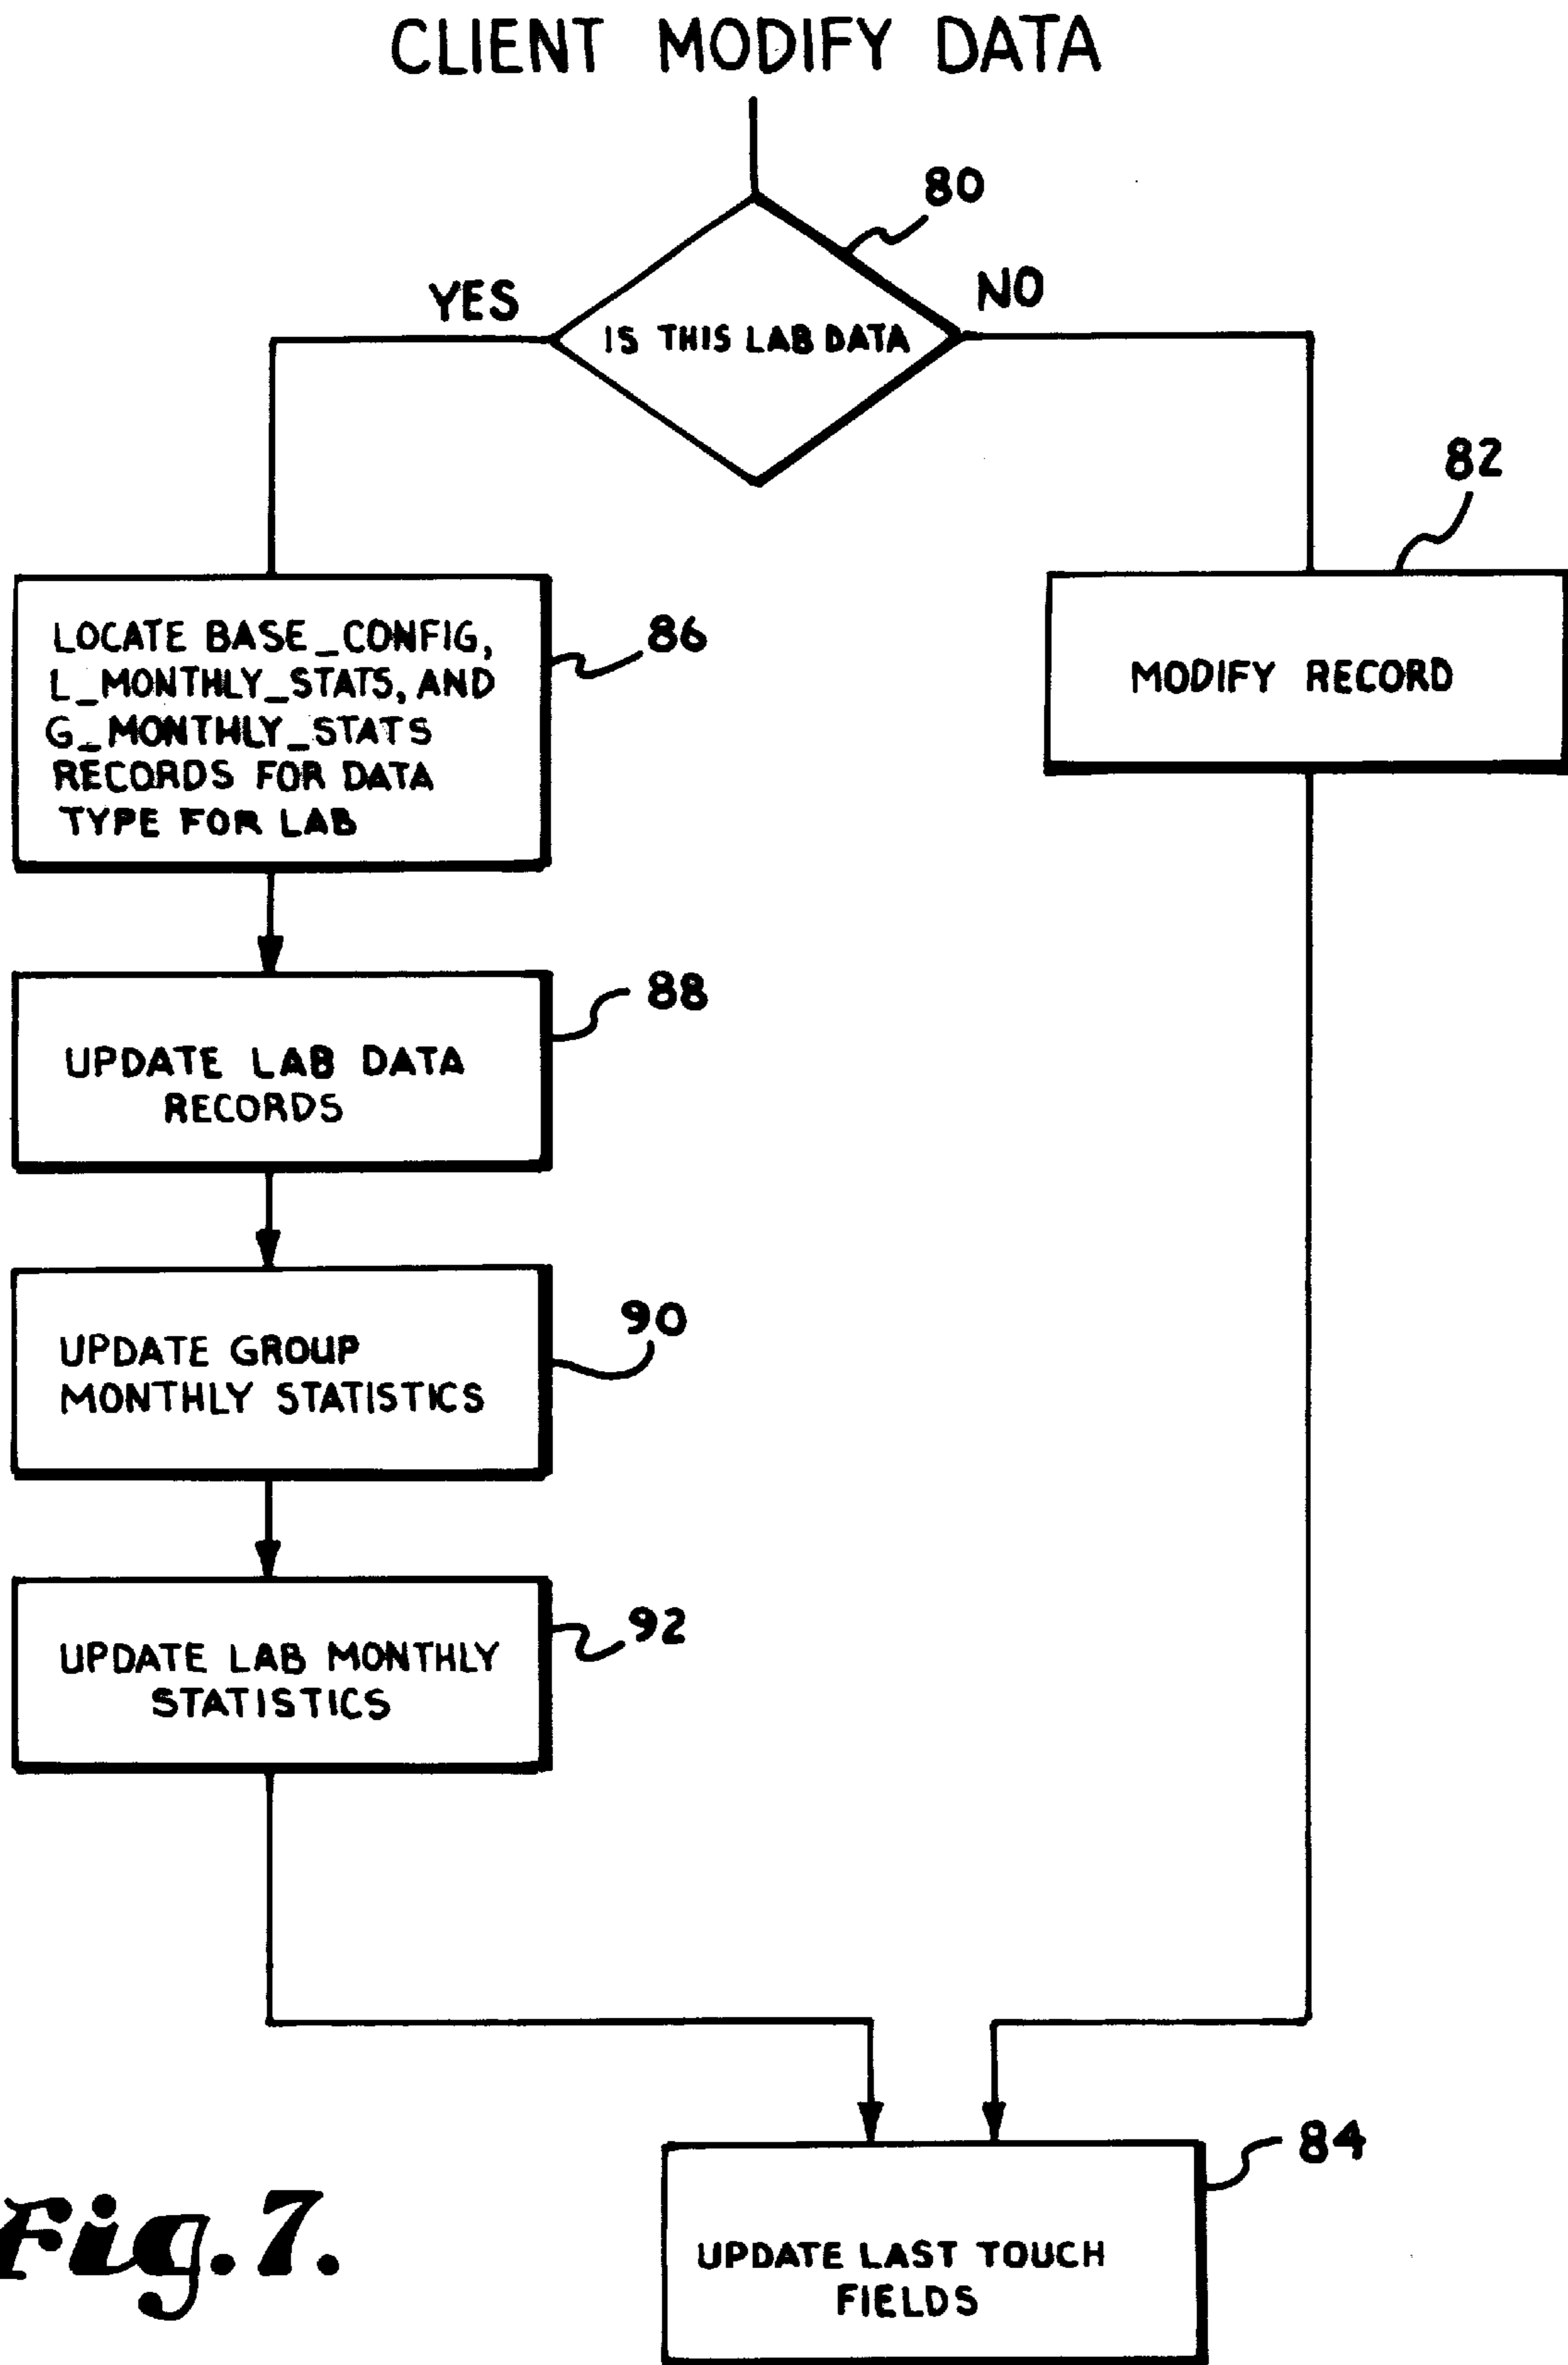 CLIENT MODIFY DATA
80
YES
NO
IS THIS LAB DATA
82
LOCATE BASE_CONFIG,
L_MONTHLY_STATS, AND
G_MONTHLY_STATS
RECORDS FOR DATA
TYPE FOR LAB
86
MODIFY RECORD
88
UPDATE LAB DATA
RECORDS
90
UPDATE GROUP
MONTHLY STATISTICS
92
UPDATE LAB MONTHLY
STATISTICS
84
UPDATE LAST TOUCH
FIELDS
Fig.7.